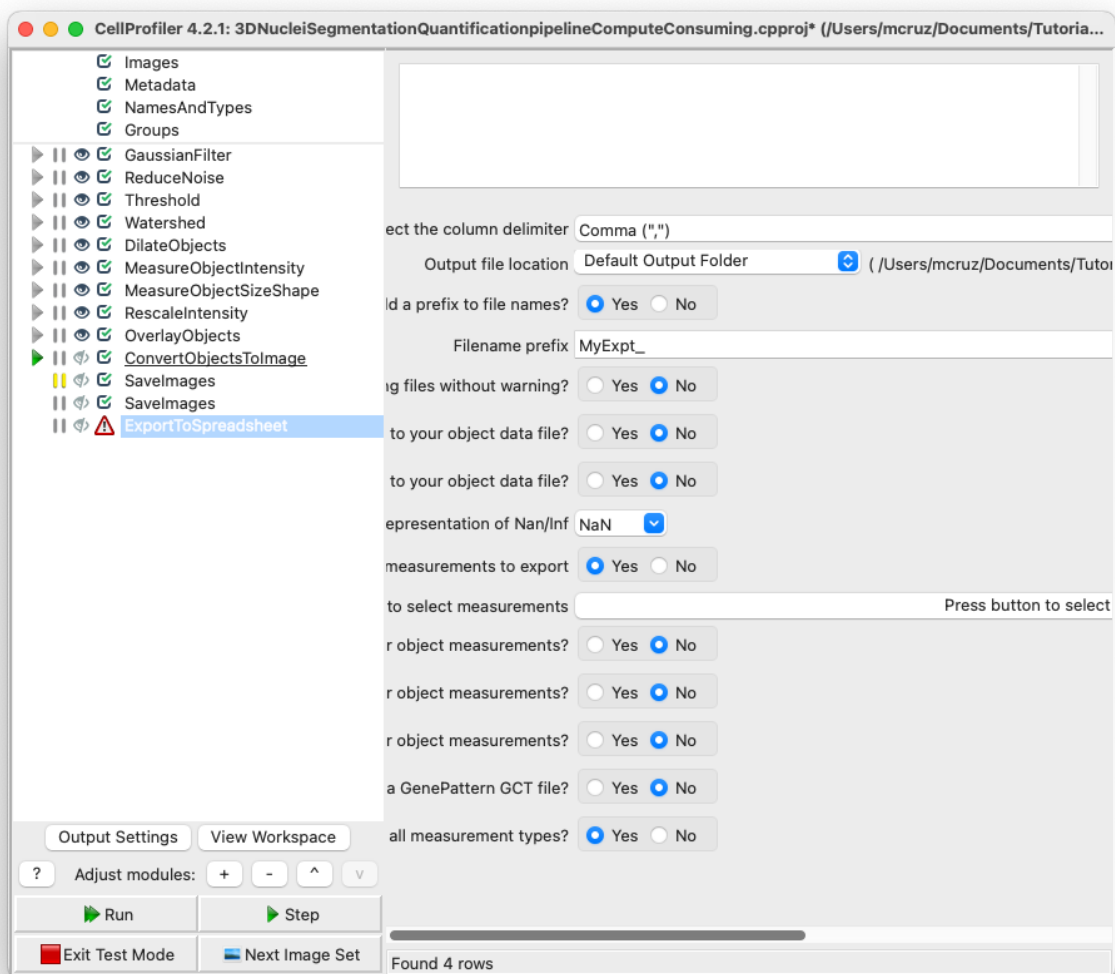 CellProfiler 4.2.1: 3DNucleiSegmentationQuantificationpipelineComputeConsuming.cpproj* (/Users/mcruz/Documents/Tutoria...
Images
Metadata
NamesAndTypes
Groups
GaussianFilter
ReduceNoise
Threshold
Watershed
DilateObjects
MeasureObjectIntensity
MeasureObjectSizeShape
RescaleIntensity
OverlayObjects
ConvertObjectsToImage
SaveImages
SaveImages
ExportToSpreadsheet
Output Settings View Workspace
? Adjust modules: + - ^ v
Run Step
Exit Test Mode Next Image Set
ect the column delimiter Comma (",")
Output file location Default Output Folder ( /Users/mcruz/Documents/Tutor
ld a prefix to file names? Yes No
Filename prefix MyExpt_
ng files without warning? Yes No
to your object data file? Yes No
to your object data file? Yes No
epresentation of Nan/Inf NaN
measurements to export Yes No
to select measurements Press button to select
r object measurements? Yes No
r object measurements? Yes No
r object measurements? Yes No
a GenePattern GCT file? Yes No
all measurement types? Yes No
Found 4 rows